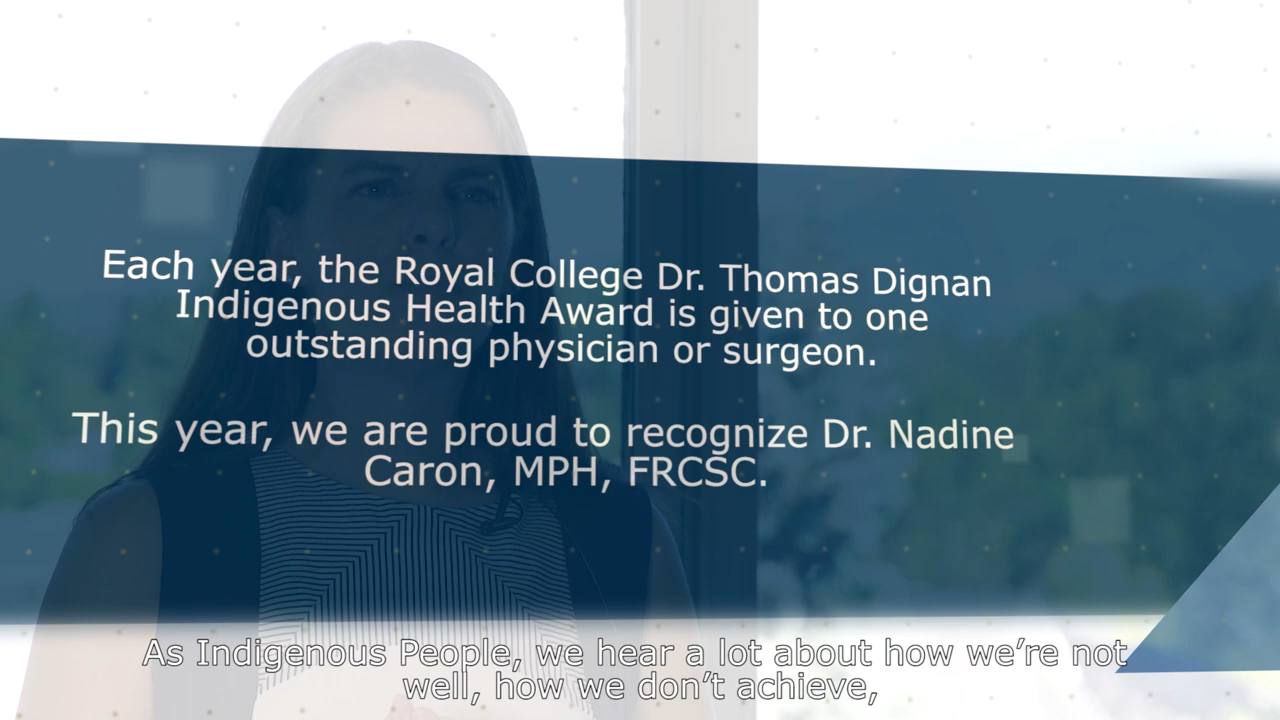 Each year, the Royal College Dr. Thomas Dignan
Indigenous Health Award is given to one
outstanding physician or surgeon.
This year, we are proud to recognize Dr. Nadine
Caron, MPH, FRCSC.
As Indigenous People, we hear a lot about how we’re not
well, how we don’t achieve,